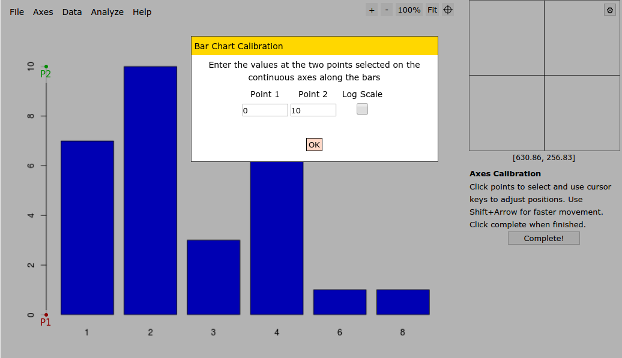 File Axes Data Analyze Help
+ - 100% Fit
[630.86, 256.83]
Axes Calibration
Click points to select and use cursor
keys to adjust positions. Use
Shift+Arrow for faster movement.
Click complete when finished.
Complete!
Bar Chart Calibration
Enter the values at the two points selected on the
continuous axes along the bars
Point 1 Point 2 Log Scale
0 10
OK
10
P2
8
6
4
2
0
P1
1 2 3 4 6 8